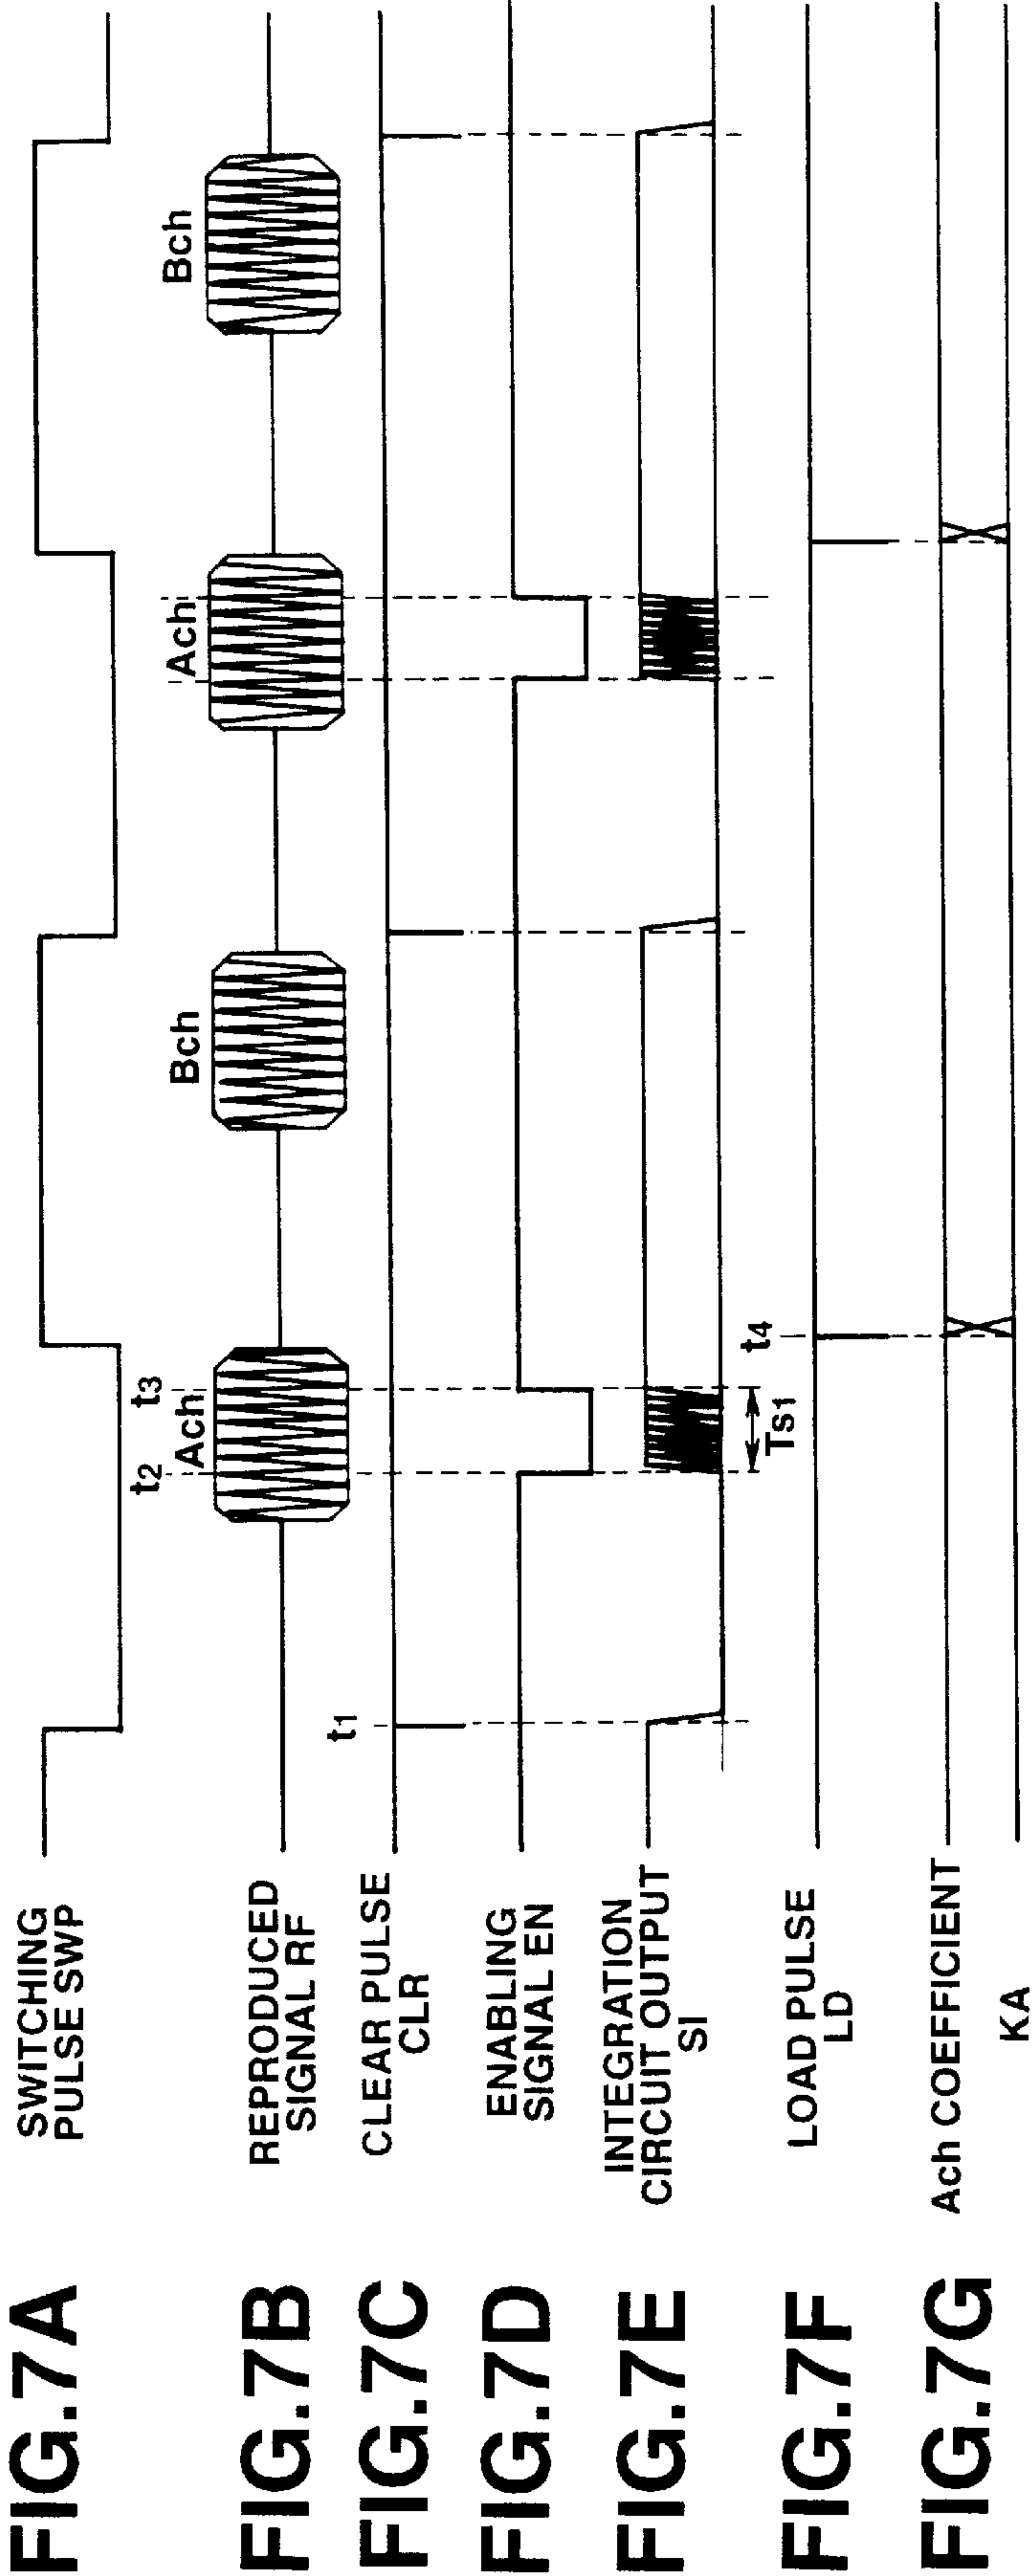 FIG.7A
SWITCHING
PULSE SWP
FIG.7B
REPRODUCED
SIGNAL RF
t2
t3
Ach
Bch
Ach
Bch
FIG.7C
CLEAR PULSE
CLR
t1
FIG.7D
ENABLING
SIGNAL EN
FIG.7E
INTEGRATION
CIRCUIT OUTPUT
SI
Ts1
FIG.7F
LOAD PULSE
LD
t4
FIG.7G
Ach COEFFICIENT
KA